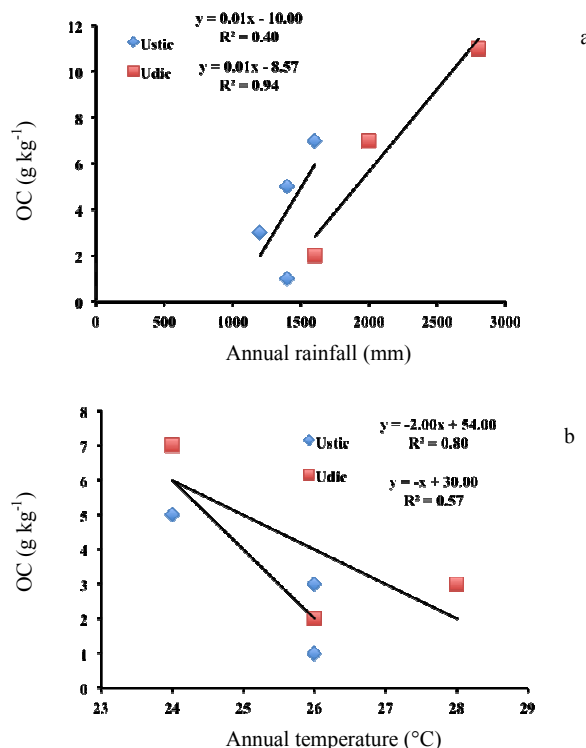 a
y = 0.01x - 10.00
R² = 0.40
Ustic
y = 0.01x - 8.57
R² = 0.94
Udic
12
10
8
6
4
2
0
OC (g kg⁻¹)
0 500 1000 1500 2000 2500 3000
Annual rainfall (mm)
b
y = -2.00x + 54.00
R² = 0.80
Ustic
y = -x + 30.00
R² = 0.57
Udic
8
7
6
5
4
3
2
1
0
OC (g kg⁻¹)
23 24 25 26 27 28 29
Annual temperature (°C)